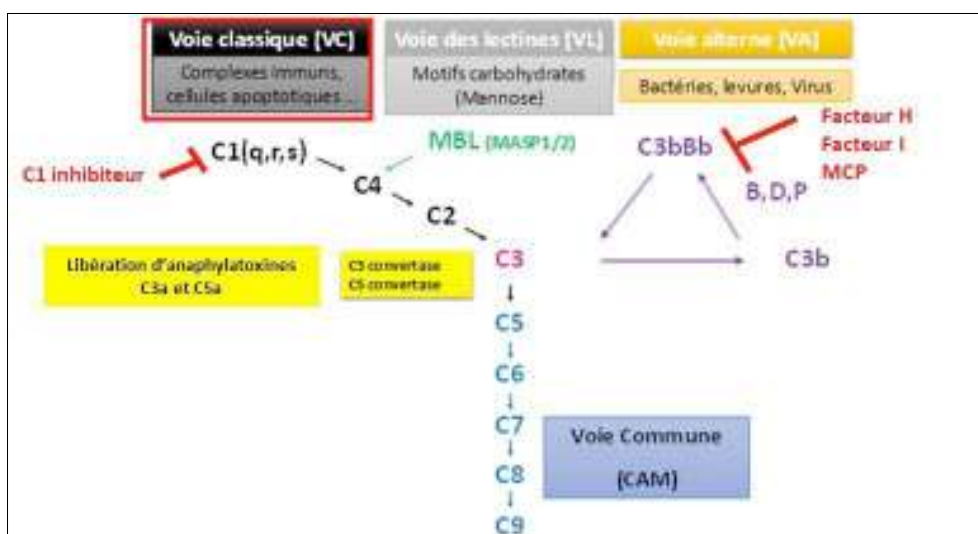 Voie classique [VC]
Complexes immuns,
cellules apoptotiques ...
Voie des lectines [VL]
Motifs carbohydrates
(Mannose)
Voie alterne [VA]
Bactéries, levures, Virus
C1 inhibiteur
C1(q,r,s)
MBL (MASP1/2)
C4
C2
C3bBb
Facteur H
Facteur I
MCP
B,D,P
Libération d'anaphylatoxines
C3a et C5a
C3 convertase
C5 convertase
C3
C3b
C5
C6
C7
C8
C9
Voie Commune
(CAM)